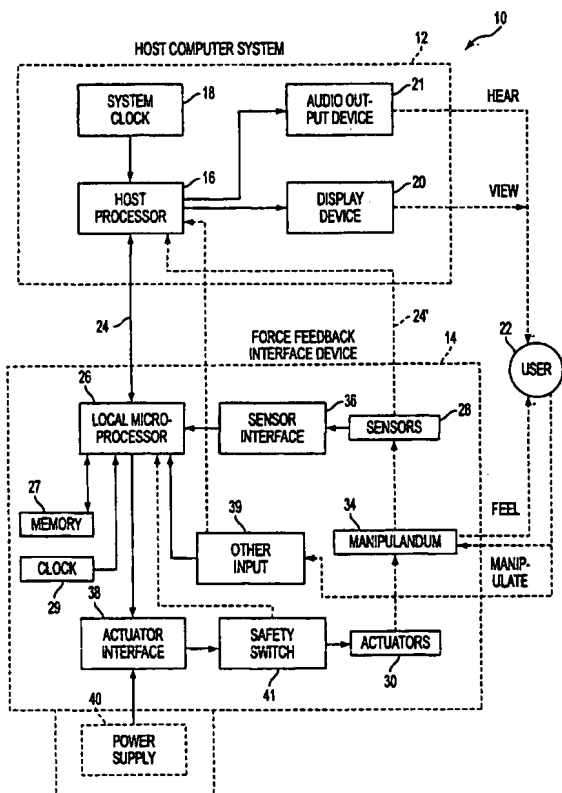 10
HOST COMPUTER SYSTEM
12
SYSTEM
CLOCK
18
AUDIO OUT-
PUT DEVICE
21
HEAR
HOST
PROCESSOR
16
DISPLAY
DEVICE
20
VIEW
24
24'
FORCE FEEDBACK
INTERFACE DEVICE
14
22
USER
26
LOCAL MICRO-
PROCESSOR
SENSOR
INTERFACE
36
SENSORS
28
27
MEMORY
39
OTHER
INPUT
34
MANIPULANDUM
FEEL
MANIP-
ULATE
CLOCK
29
38
ACTUATOR
INTERFACE
SAFETY
SWITCH
41
ACTUATORS
30
40
POWER
SUPPLY